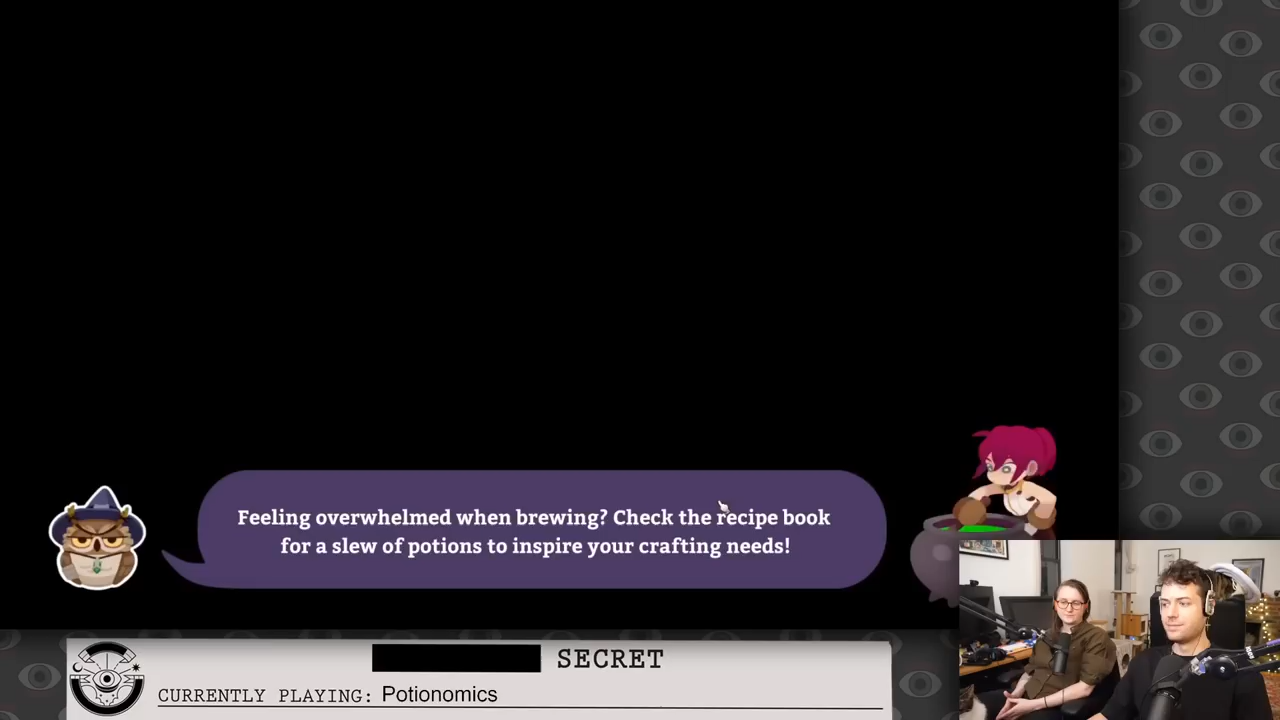 Feeling overwhelmed when brewing? Check the recipe book
for a slew of potions to inspire your crafting needs!
SECRET
CURRENTLY PLAYING: Potionomics